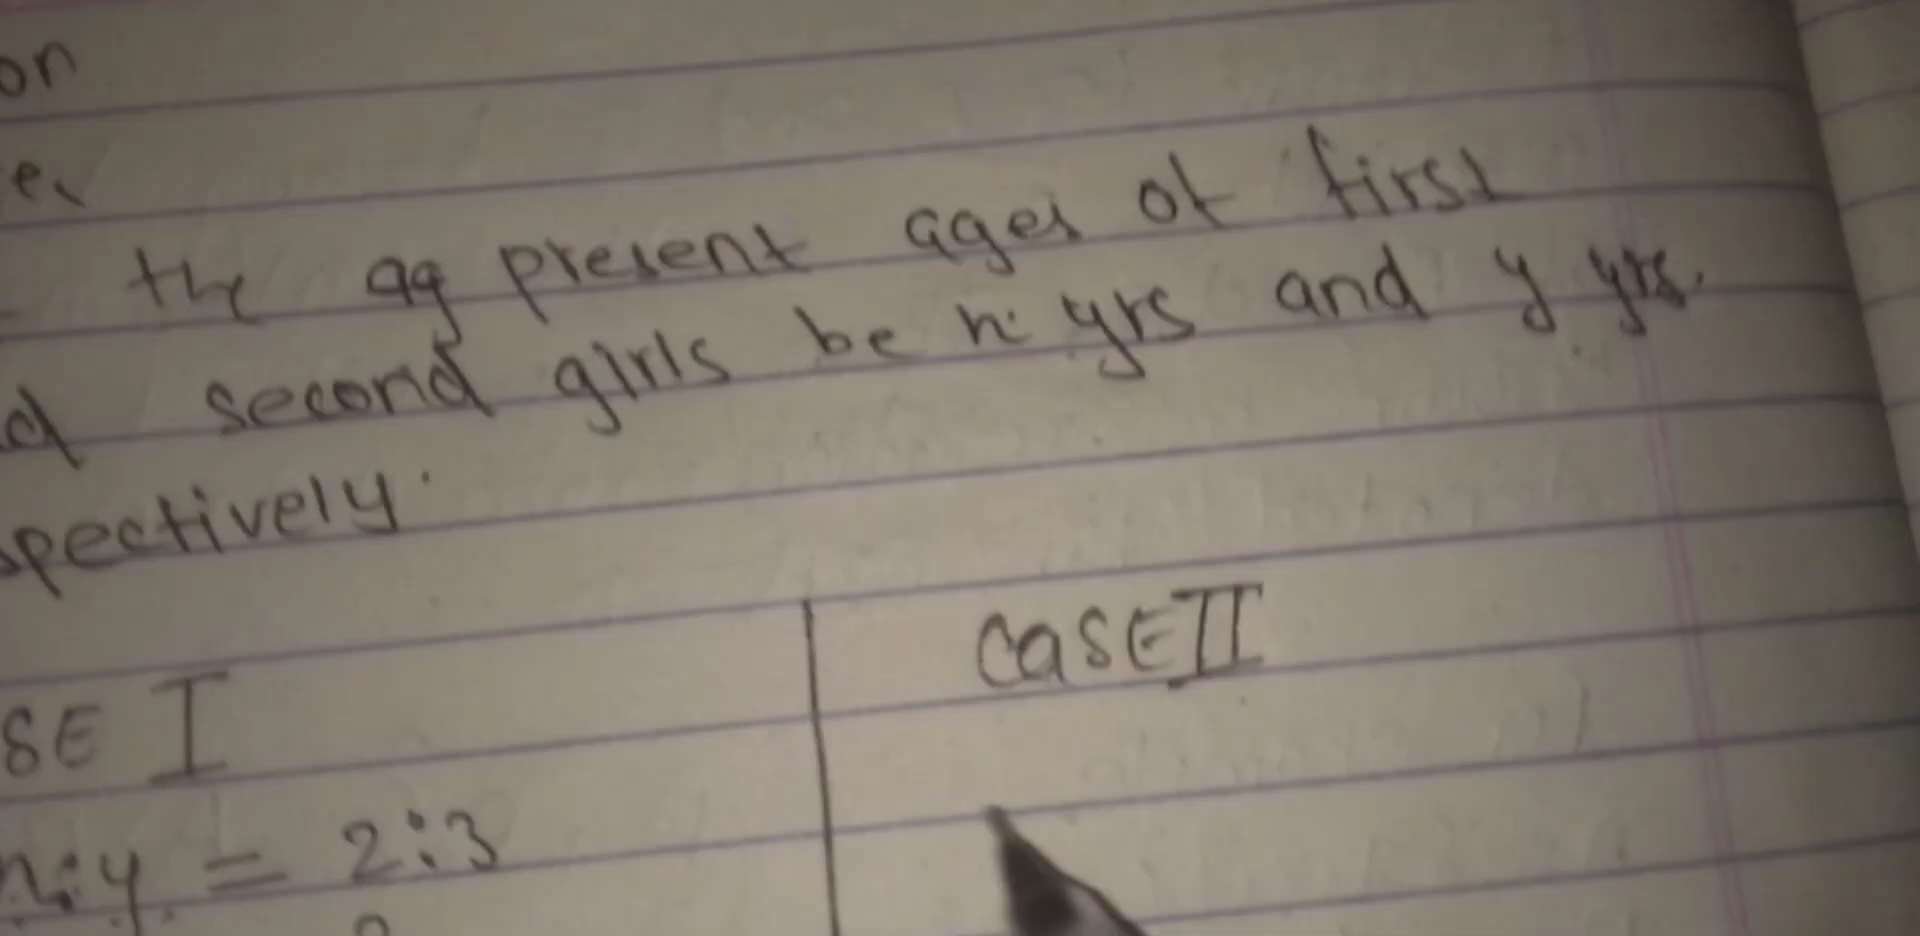 on
the ag present ages of first
second girls be x yrs and y yrs.
spectively.
SE I
CASE II
x:y = 2:3